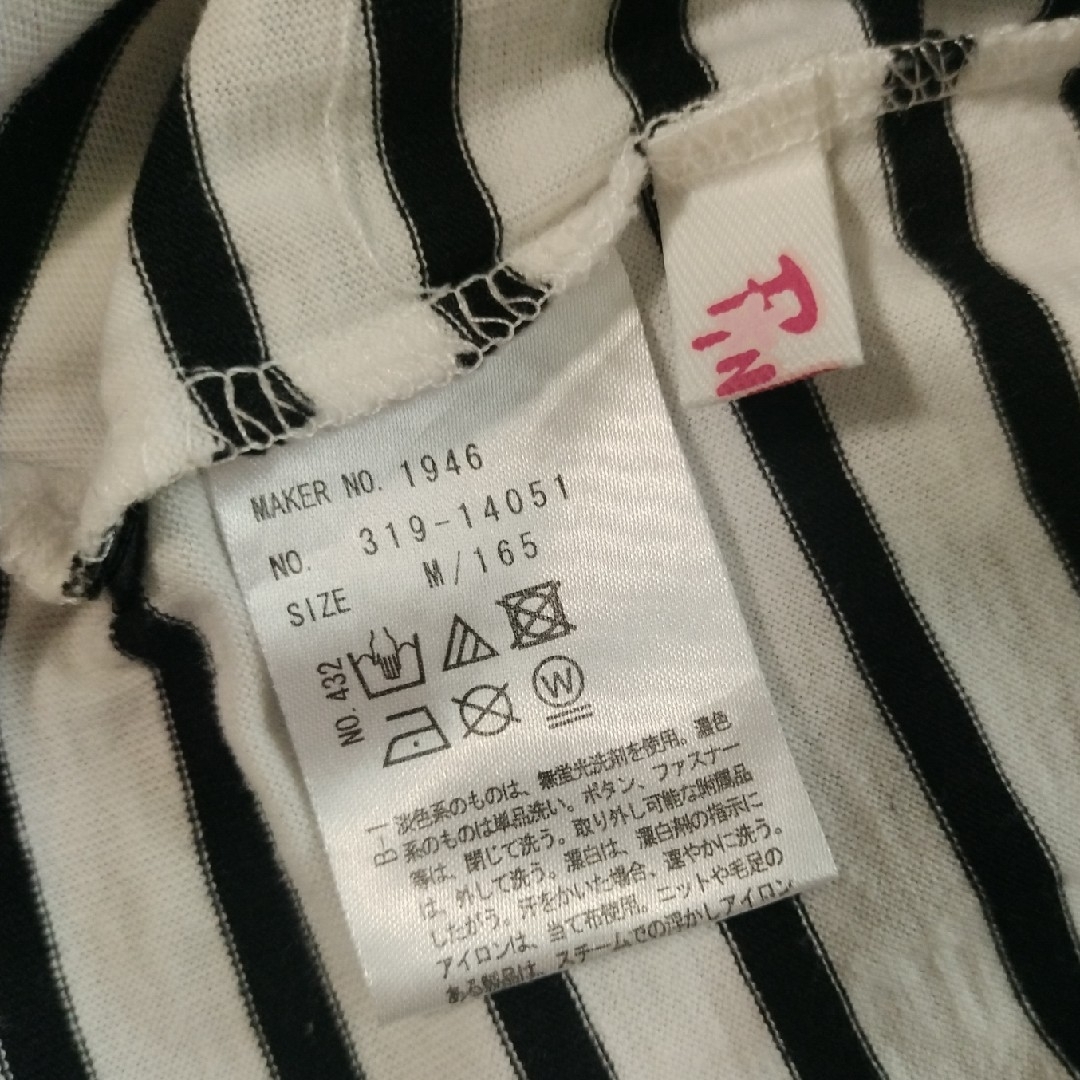 MAKER NO. 1946
NO. 319-14051
SIZE M/165
NO. 432
W
B-1
淡色系のものは、無蛍光洗剤を使用。濃色
系のものは単品洗い。ボタン、ファスナー
等は、閉じて洗う。取り外し可能な附属品
は、外して洗う。漂白は、漂白剤の指示に
したがう。汗をかいた場合、速やかに洗う。
アイロンは、当て布使用。ニットや毛足の
ある製品は、スチームでの浮かしアイロン